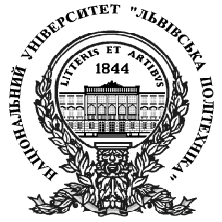 НАЦІОНАЛЬНИЙ УНІВЕРСИТЕТ "ЛЬВІВСЬКА ПОЛІТЕХНІКА"
LITTERIS ET ARTIBUS
1844